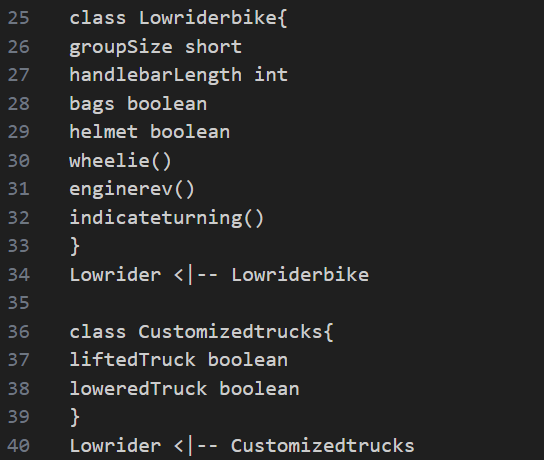 25 class Lowriderbike{
26 groupSize short
27 handlebarLength int
28 bags boolean
29 helmet boolean
30 wheelie()
31 enginerev()
32 indicateturning()
33 }
34 Lowrider <|-- Lowriderbike
35
36 class Customizedtrucks{
37 liftedTruck boolean
38 loweredTruck boolean
39 }
40 Lowrider <|-- Customizedtrucks